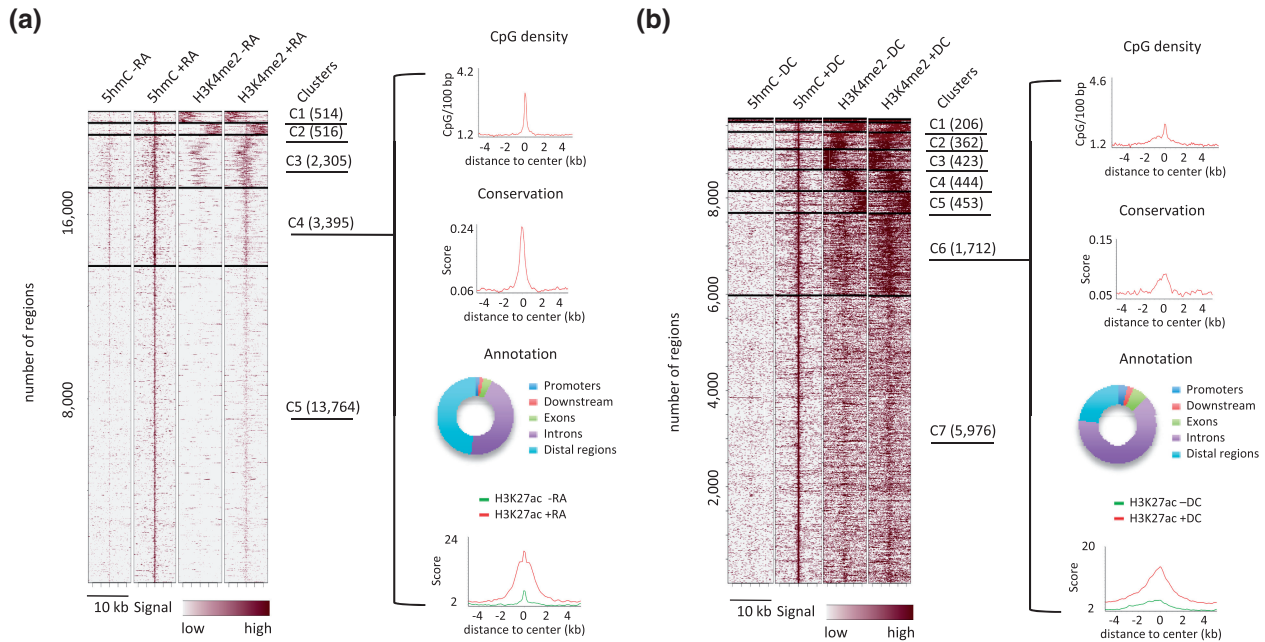 (a)
5hmC -RA
5hmC +RA
H3K4me2 -RA
H3K4me2 +RA
Clusters
number of regions
16,000
8,000
C1 (514)
C2 (516)
C3 (2,305)
C4 (3,395)
C5 (13,764)
10 kb Signal
low high
CpG density
CpG/100 bp
4.2
1.2
-4 -2 0 2 4
distance to center (kb)
Conservation
Score
0.24
0.06
-4 -2 0 2 4
distance to center (kb)
Annotation
Promoters
Downstream
Exons
Introns
Distal regions
H3K27ac -RA
H3K27ac +RA
Score
24
2
-4 -2 0 2 4
distance to center (kb)
(b)
5hmC -DC
5hmC +DC
H3K4me2 -DC
H3K4me2 +DC
Clusters
number of regions
8,000
6,000
4,000
2,000
C1 (206)
C2 (362)
C3 (423)
C4 (444)
C5 (453)
C6 (1,712)
C7 (5,976)
10 kb Signal
low high
CpG density
CpG/100 bp
4.6
1.2
-4 -2 0 2 4
distance to center (kb)
Conservation
Score
0.15
0.05
-4 -2 0 2 4
distance to center (kb)
Annotation
Promoters
Downstream
Exons
Introns
Distal regions
H3K27ac –DC
H3K27ac +DC
Score
20
2
-4 -2 0 2 4
distance to center (kb)